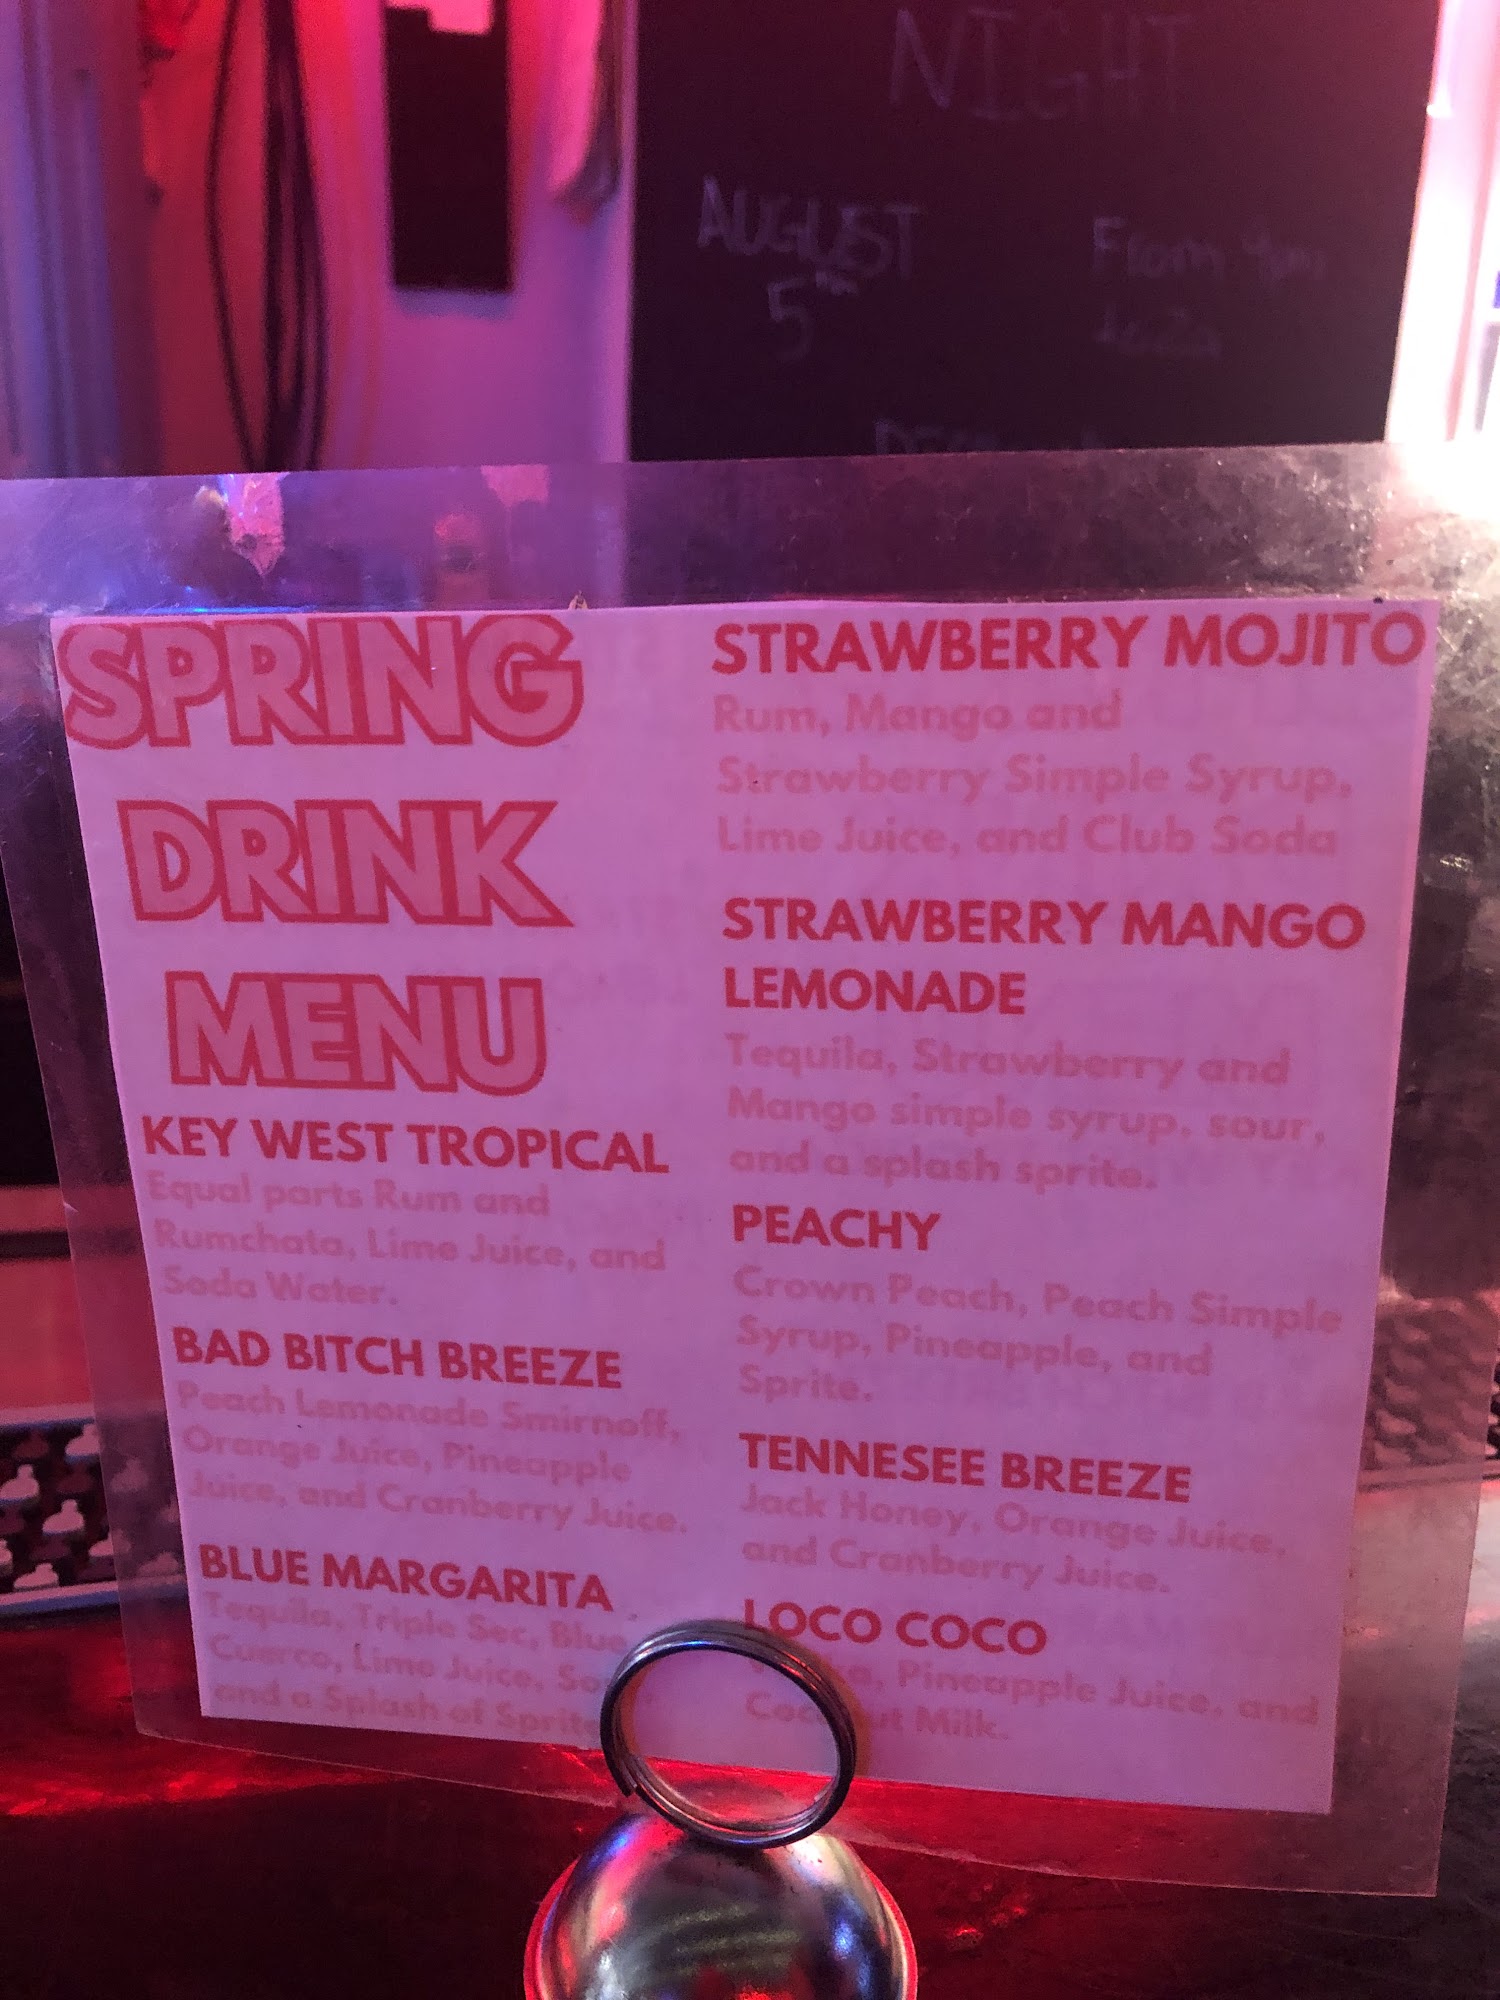 NIGHT
AUGUST
5th
From 4pm
SPRING
DRINK
MENU
KEY WEST TROPICAL
Equal parts Rum and
Rumchata, Lime Juice, and
Soda Water.
BAD BITCH BREEZE
Peach Lemonade Smirnoff,
Orange Juice, Pineapple
Juice, and Cranberry Juice.
BLUE MARGARITA
Tequila, Triple Sec, Blue
Cuerco, Lime Juice,
and a Splash of Sprite
STRAWBERRY MOJITO
Rum, Mango and
Strawberry Simple Syrup,
Lime Juice, and Club Soda
STRAWBERRY MANGO
LEMONADE
Tequila, Strawberry and
Mango simple syrup, sour,
and a splash sprite.
PEACHY
Crown Peach, Peach Simple
Syrup, Pineapple, and
Sprite.
TENNESEE BREEZE
Jack Honey, Orange Juice,
and Cranberry Juice.
LOCO COCO
Pineapple Juice, and
Milk.